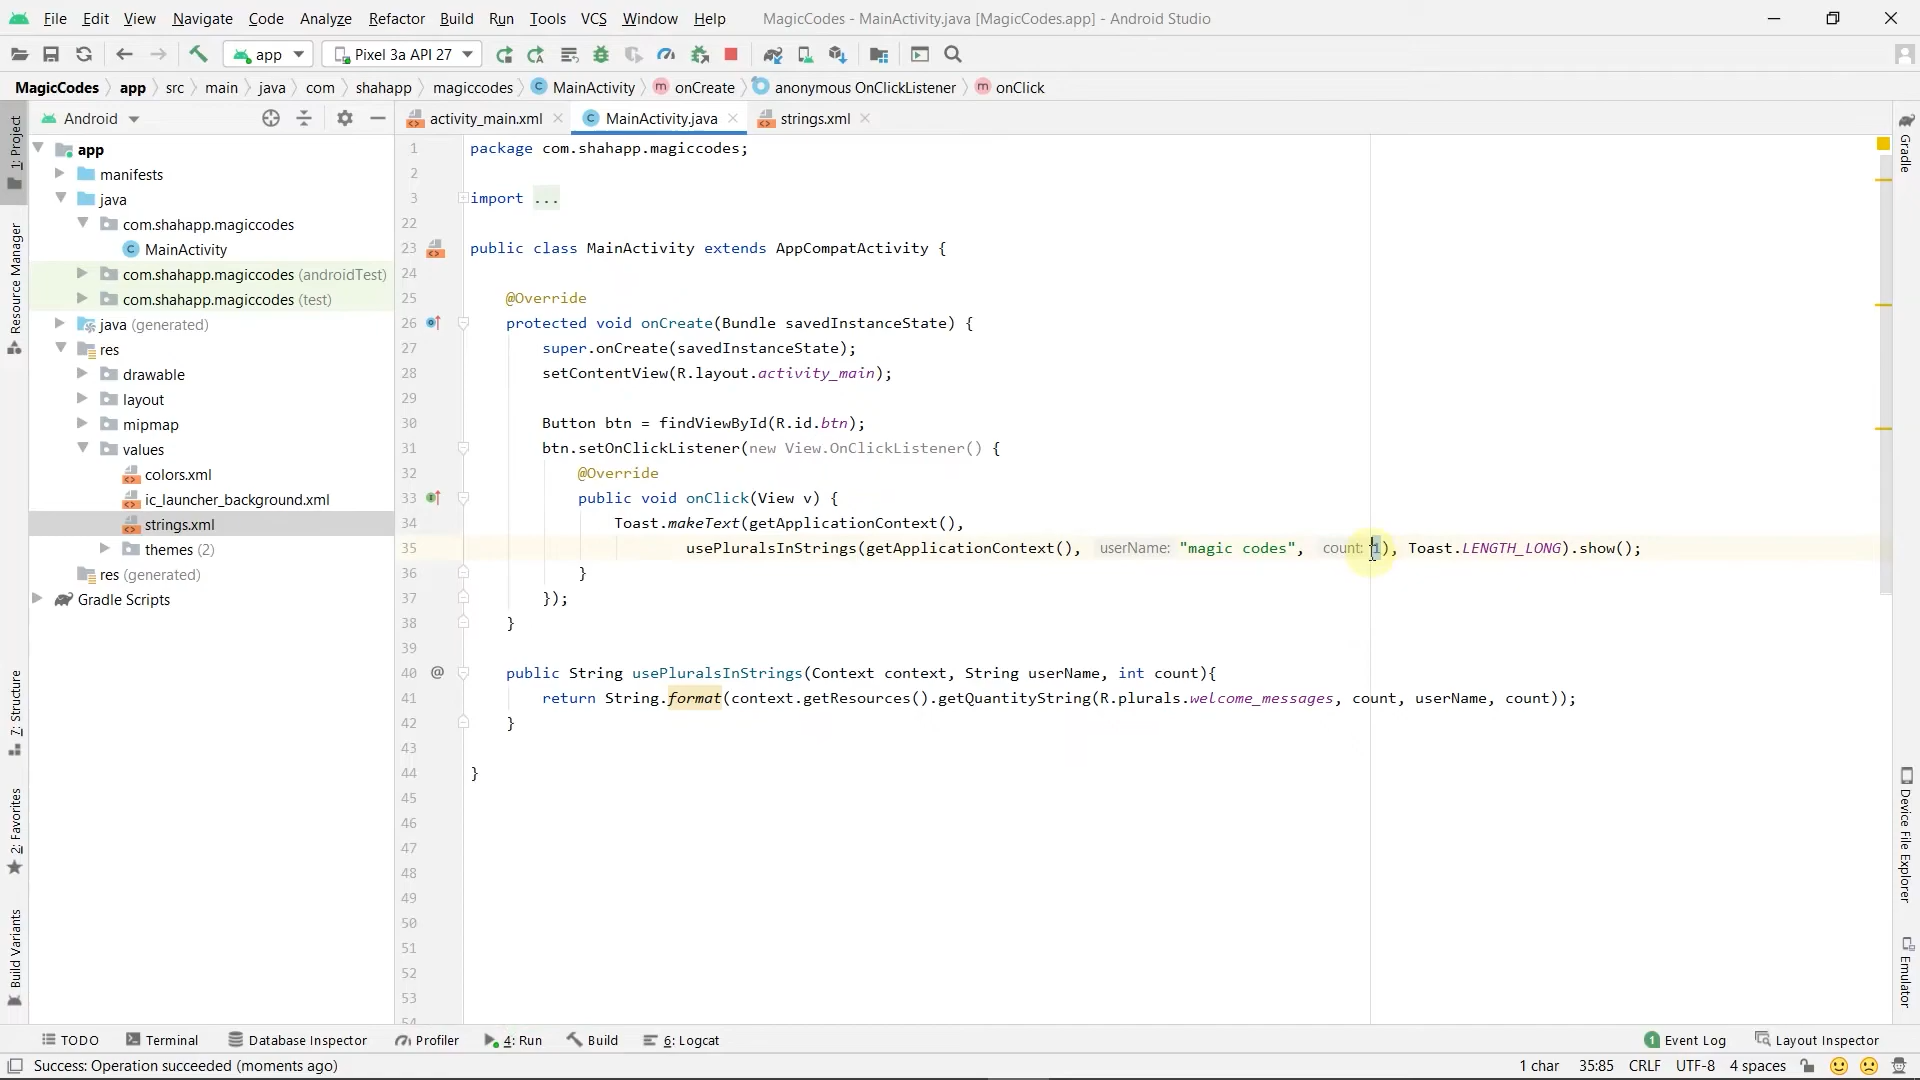 File Edit View Navigate Code Analyze Refactor Build Run Tools VCS Window Help MagicCodes - MainActivity.java [MagicCodes.app] - Android Studio
app Pixel 3a API 27
MagicCodes app src main java com shahapp magiccodes MainActivity onCreate anonymous OnClickListener onClick
Android
activity_main.xml MainActivity.java strings.xml
1: Project
Resource Manager
7: Structure
2: Favorites
Build Variants
app
manifests
java
com.shahapp.magiccodes
MainActivity
com.shahapp.magiccodes (androidTest)
com.shahapp.magiccodes (test)
java (generated)
res
drawable
layout
mipmap
values
colors.xml
ic_launcher_background.xml
strings.xml
themes (2)
res (generated)
Gradle Scripts
1 package com.shahapp.magiccodes;
2
3 import ...
22
23 public class MainActivity extends AppCompatActivity {
24
25 @Override
26 protected void onCreate(Bundle savedInstanceState) {
27 super.onCreate(savedInstanceState);
28 setContentView(R.layout.activity_main);
29
30 Button btn = findViewById(R.id.btn);
31 btn.setOnClickListener(new View.OnClickListener() {
32 @Override
33 public void onClick(View v) {
34 Toast.makeText(getApplicationContext(),
35 usePluralsInStrings(getApplicationContext(), userName: "magic codes", count: 1), Toast.LENGTH_LONG).show();
36 }
37 });
38 }
39
40 @ public String usePluralsInStrings(Context context, String userName, int count){
41 return String.format(context.getResources().getQuantityString(R.plurals.welcome_messages, count, userName, count));
42 }
43
44 }
45
46
47
48
49
50
51
52
53
54
Gradle
Device File Explorer
Emulator
TODO Terminal Database Inspector Profiler 4: Run Build 6: Logcat 1 Event Log Layout Inspector
Success: Operation succeeded (moments ago) 1 char 35:85 CRLF UTF-8 4 spaces